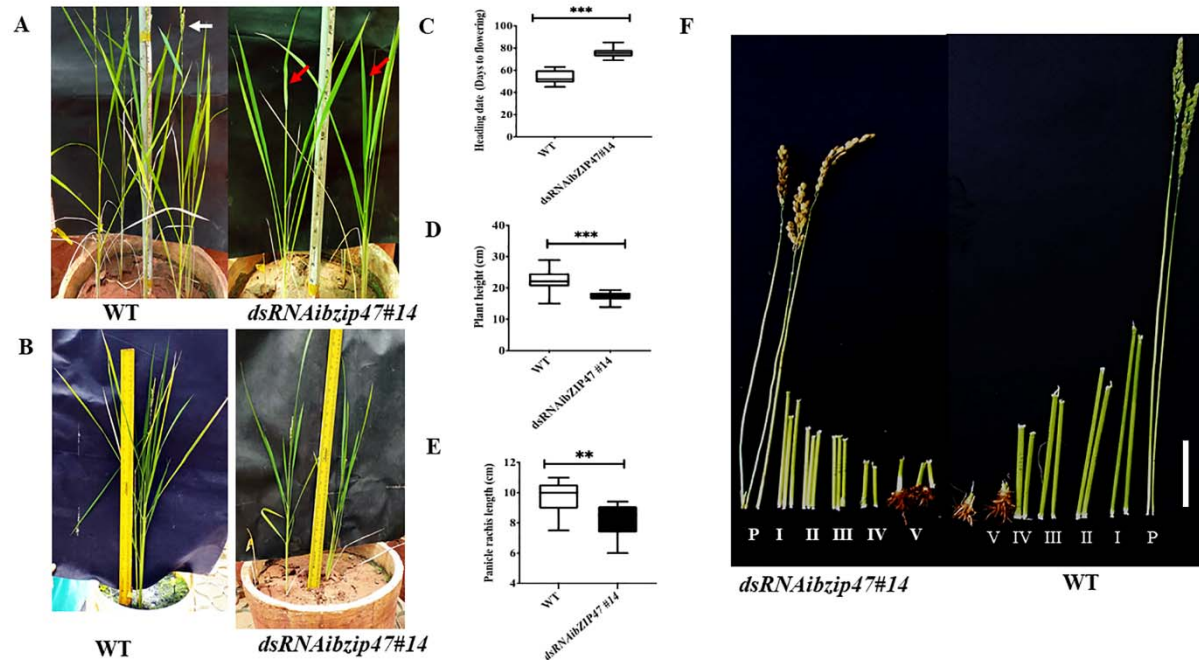 A
WT
dsRNAibzip47#14
B
WT
dsRNAibzip47#14
C
***
Heading date (Days to flowering)
100
80
60
40
20
0
WT
dsRNAibZIP47#14
D
***
Plant height (cm)
40
30
20
10
0
WT
dsRNAibZIP47 #14
E
**
Panicle rachis length (cm)
12
10
8
6
4
WT
dsRNAibZIP47 #14
F
P I II III IV V
V IV III II I P
dsRNAibzip47#14
WT